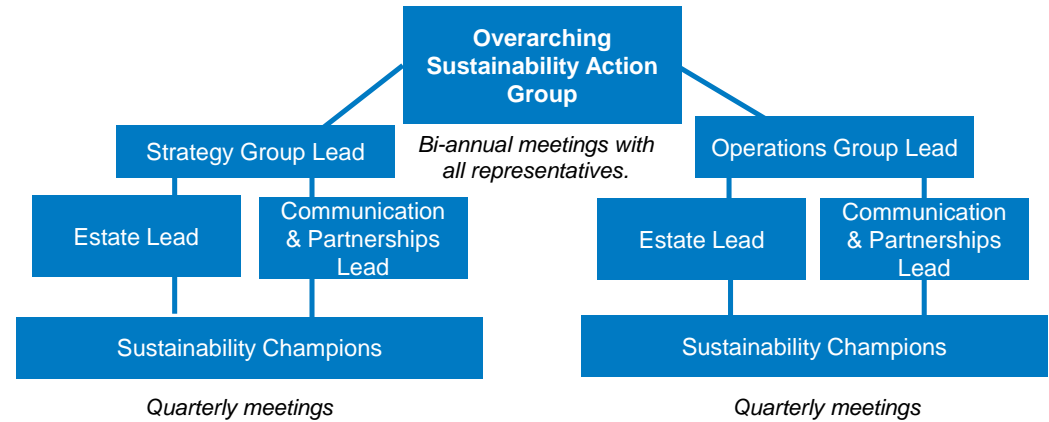 Overarching
Sustainability Action
Group
Bi-annual meetings with
all representatives.
Strategy Group Lead
Operations Group Lead
Estate Lead
Communication
& Partnerships
Lead
Estate Lead
Communication
& Partnerships
Lead
Sustainability Champions
Sustainability Champions
Quarterly meetings
Quarterly meetings